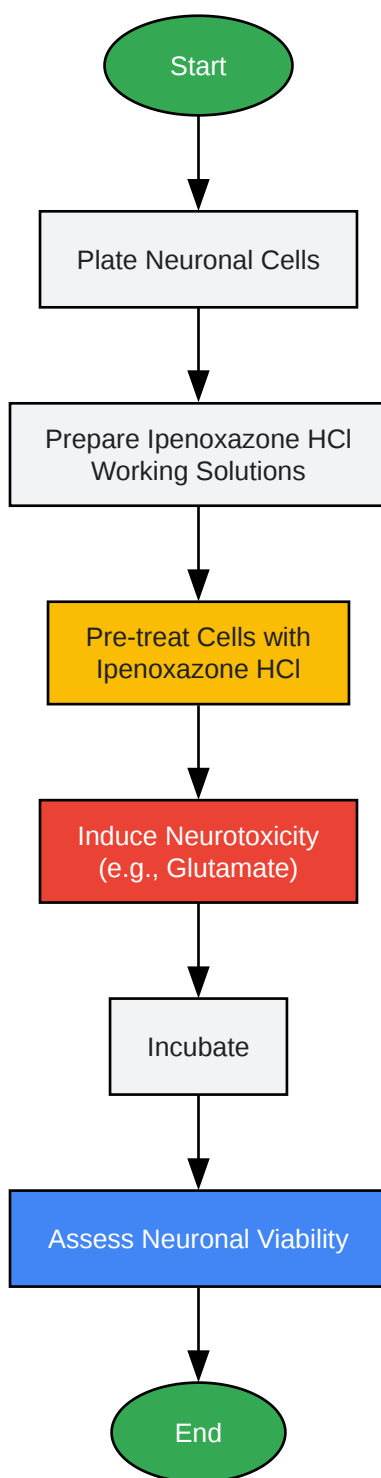 Start
Plate Neuronal Cells
Prepare Ipenoxazone HCl
Working Solutions
Pre-treat Cells with
Ipenoxazone HCl
Induce Neurotoxicity
(e.g., Glutamate)
Incubate
Assess Neuronal Viability
End